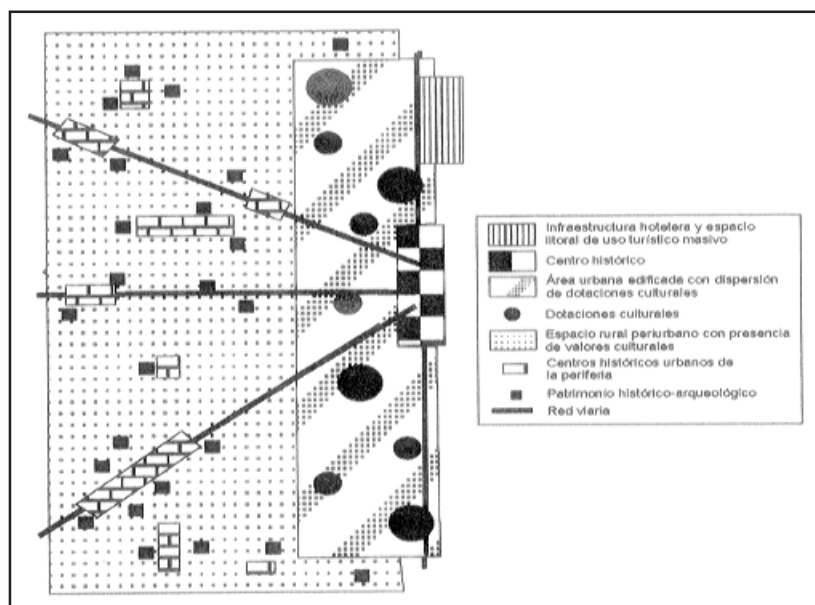 Infraestructura hotelera y espacio
litoral de uso turístico masivo
Centro histórico
Área urbana edificada con dispersión
de dotaciones culturales
Dotaciones culturales
Espacio rural periurbano con presencia
de valores culturales
Centros históricos urbanos de
la periferia
Patrimonio histórico-arqueológico
Red viaria